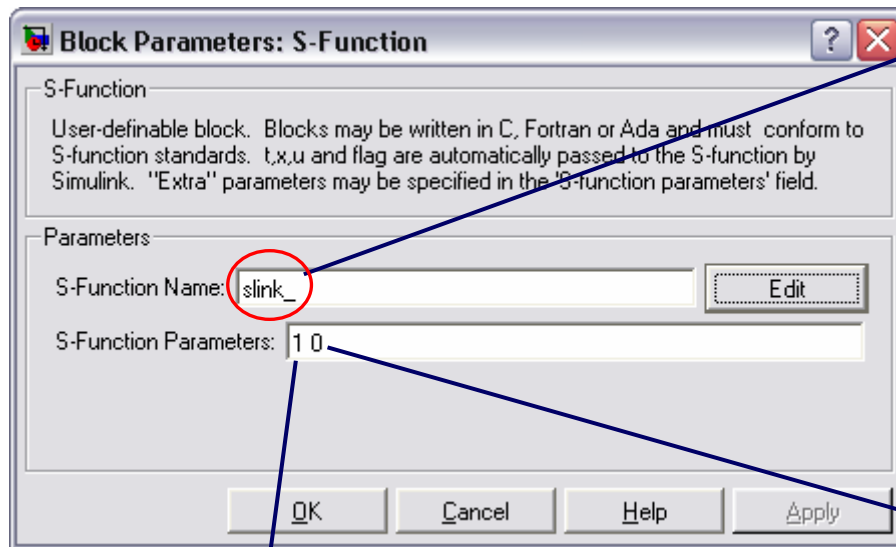 Block Parameters: S-Function
S-Function
User-definable block.  Blocks may be written in C, Fortran or Ada and must  conform to
S-function standards.  t,x,u and flag are automatically passed to the S-function by
Simulink.  "Extra" parameters may be specified in the 'S-function parameters' field.
Parameters
S-Function Name: slink_ Edit
S-Function Parameters: 1 0
OK Cancel Help Apply